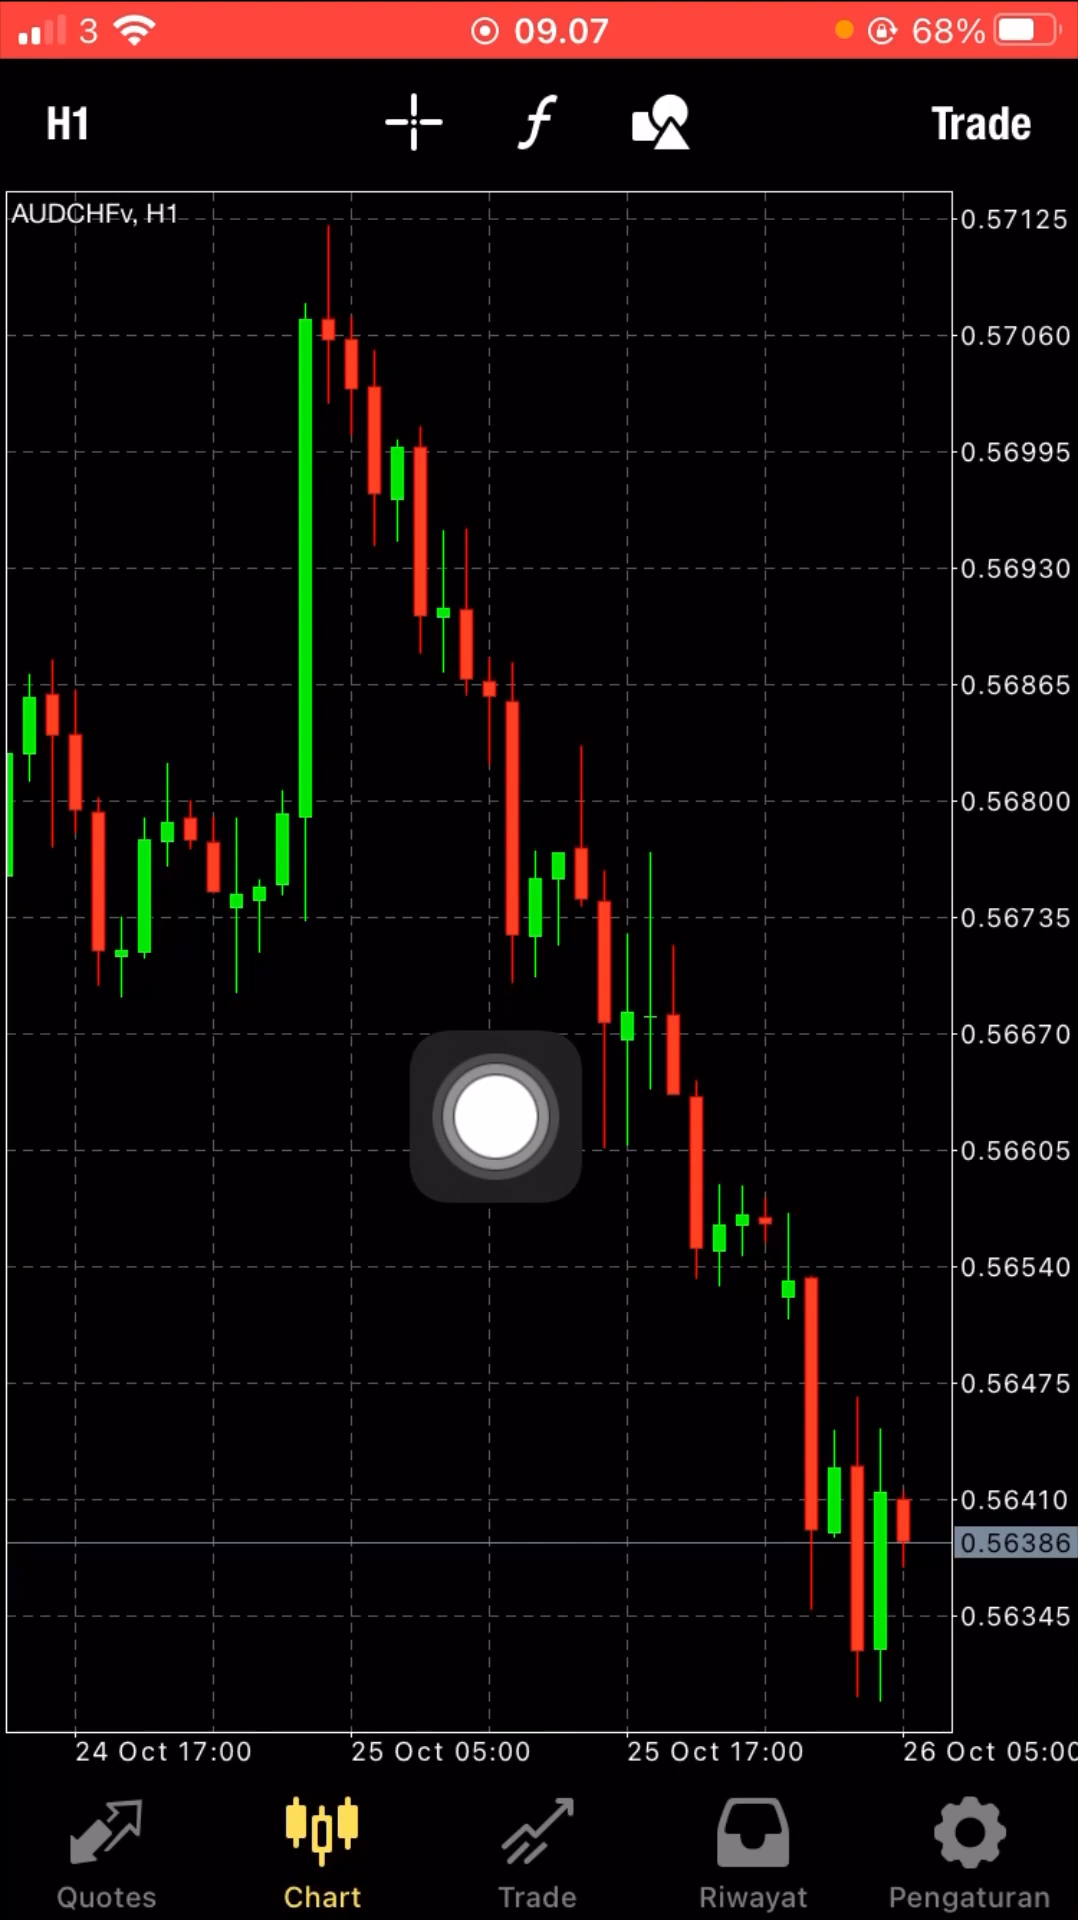 3 09.07 68%
H1 f Trade
AUDCHFv, H1
0.57125
0.57060
0.56995
0.56930
0.56865
0.56800
0.56735
0.56670
0.56605
0.56540
0.56475
0.56410
0.56386
0.56345
24 Oct 17:00 25 Oct 05:00 25 Oct 17:00 26 Oct 05:00
Quotes Chart Trade Riwayat Pengaturan